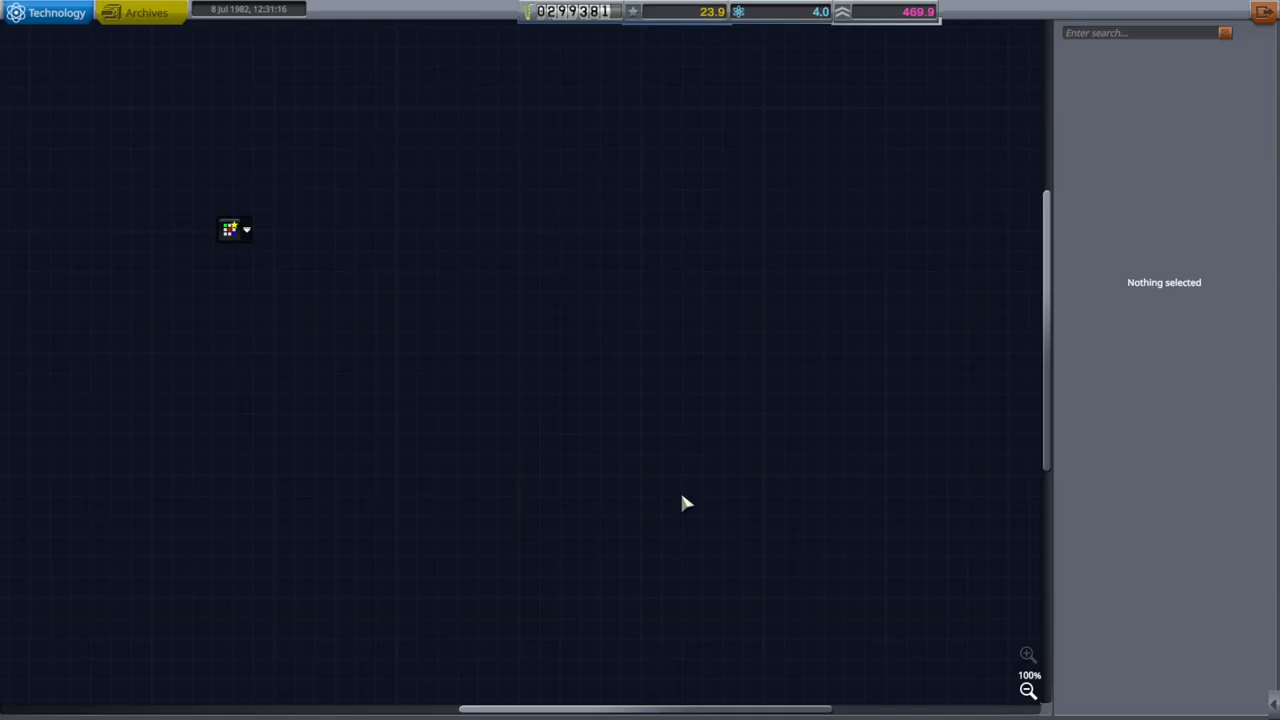 Technology
Archives
8 Jul 1982, 12:31:16
0299381
23.9
4.0
469.9
Enter search...
Nothing selected
100%